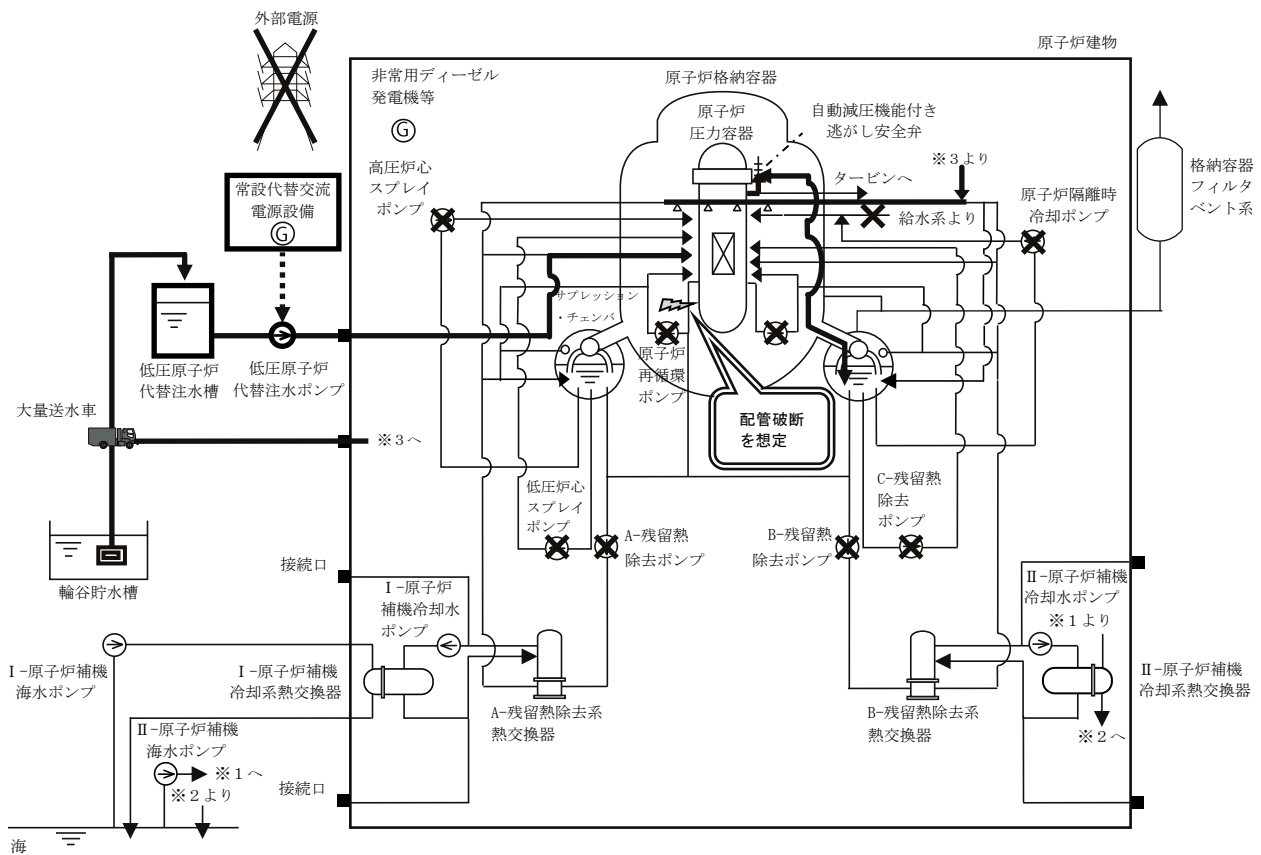 外部電源
原子炉建物
非常用ディーゼル
発電機等
G
原子炉格納容器
原子炉
圧力容器
自動減圧機能付き
逃がし安全弁
※3より
タービンへ
高圧炉心
スプレイ
ポンプ
常設代替交流
電源設備
G
給水系より
原子炉隔離時
冷却ポンプ
格納容器
フィルタ
ベント系
サプレッション
・チェンバ
低圧原子炉
代替注水槽
低圧原子炉
代替注水ポンプ
原子炉
再循環
ポンプ
配管破断
を想定
大量送水車
※3へ
低圧炉心
スプレイ
ポンプ
A-残留熱
除去ポンプ
B-残留熱
除去ポンプ
C-残留熱
除去
ポンプ
輪谷貯水槽
接続口
Ⅰ-原子炉
補機冷却水
ポンプ
Ⅱ-原子炉補機
冷却水ポンプ
※1より
Ⅰ-原子炉補機
海水ポンプ
Ⅰ-原子炉補機
冷却系熱交換器
Ⅱ-原子炉補機
冷却系熱交換器
A-残留熱除去系
熱交換器
B-残留熱除去系
熱交換器
※2へ
Ⅱ-原子炉補機
海水ポンプ
※1へ
※2より
接続口
海